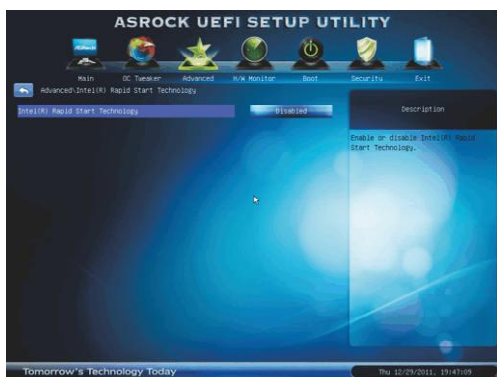 ASROCK UEFI SETUP UTILITY
ASRock
Main OC Tweaker Advanced H/W Monitor Boot Security Exit
Advanced\Intel(R) Rapid Start Technology
Intel(R) Rapid Start Technology Disabled
Description
Enable or disable Intel(R) Rapid
Start Technology.
Tomorrow's Technology Today
Thu 12/29/2011, 19:47:09